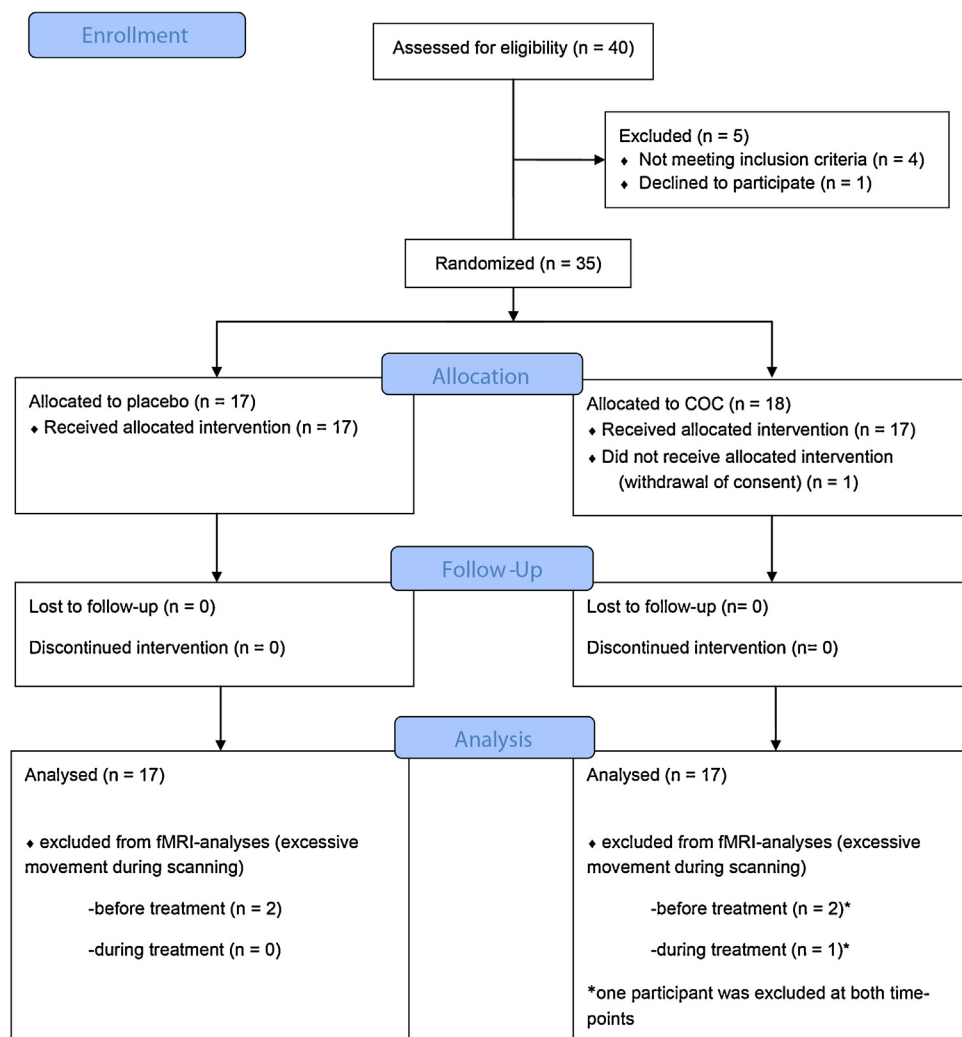 Enrollment
Assessed for eligibility (n = 40)
Excluded (n = 5)
♦ Not meeting inclusion criteria (n = 4)
♦ Declined to participate (n = 1)
Randomized (n = 35)
Allocation
Allocated to placebo (n = 17)
♦ Received allocated intervention (n = 17)
Allocated to COC (n = 18)
♦ Received allocated intervention (n = 17)
♦ Did not receive allocated intervention
(withdrawal of consent) (n = 1)
Follow-Up
Lost to follow-up (n = 0)
Discontinued intervention (n = 0)
Lost to follow-up (n= 0)
Discontinued intervention (n= 0)
Analysis
Analysed (n = 17)
♦ excluded from fMRI-analyses (excessive
movement during scanning)
-before treatment (n = 2)
-during treatment (n = 0)
Analysed (n = 17)
♦ excluded from fMRI-analyses (excessive
movement during scanning)
-before treatment (n = 2)*
-during treatment (n = 1)*
*one participant was excluded at both time-
points